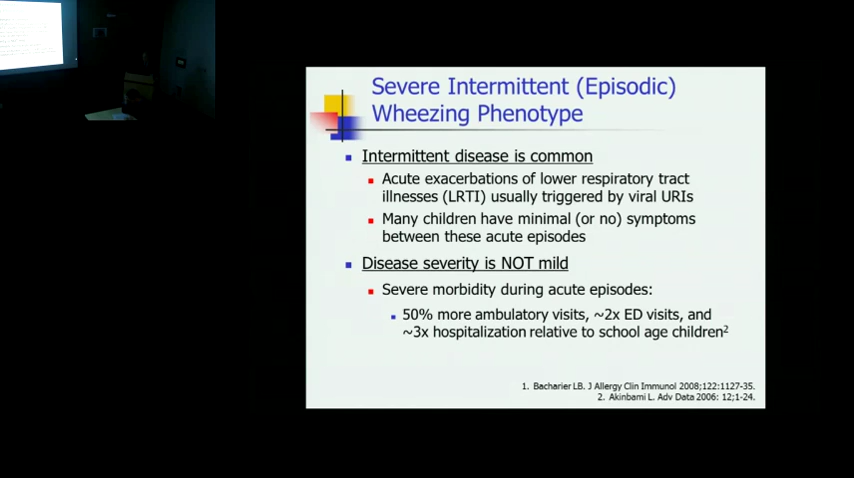 Severe Intermittent (Episodic)
Wheezing Phenotype
Intermittent disease is common
Acute exacerbations of lower respiratory tract
illnesses (LRTI) usually triggered by viral URIs
Many children have minimal (or no) symptoms
between these acute episodes
Disease severity is NOT mild
Severe morbidity during acute episodes:
50% more ambulatory visits, ~2x ED visits, and
~3x hospitalization relative to school age children2
1. Bacharier LB. J Allergy Clin Immunol 2008;122:1127-35.
2. Akinbami L. Adv Data 2006: 12;1-24.